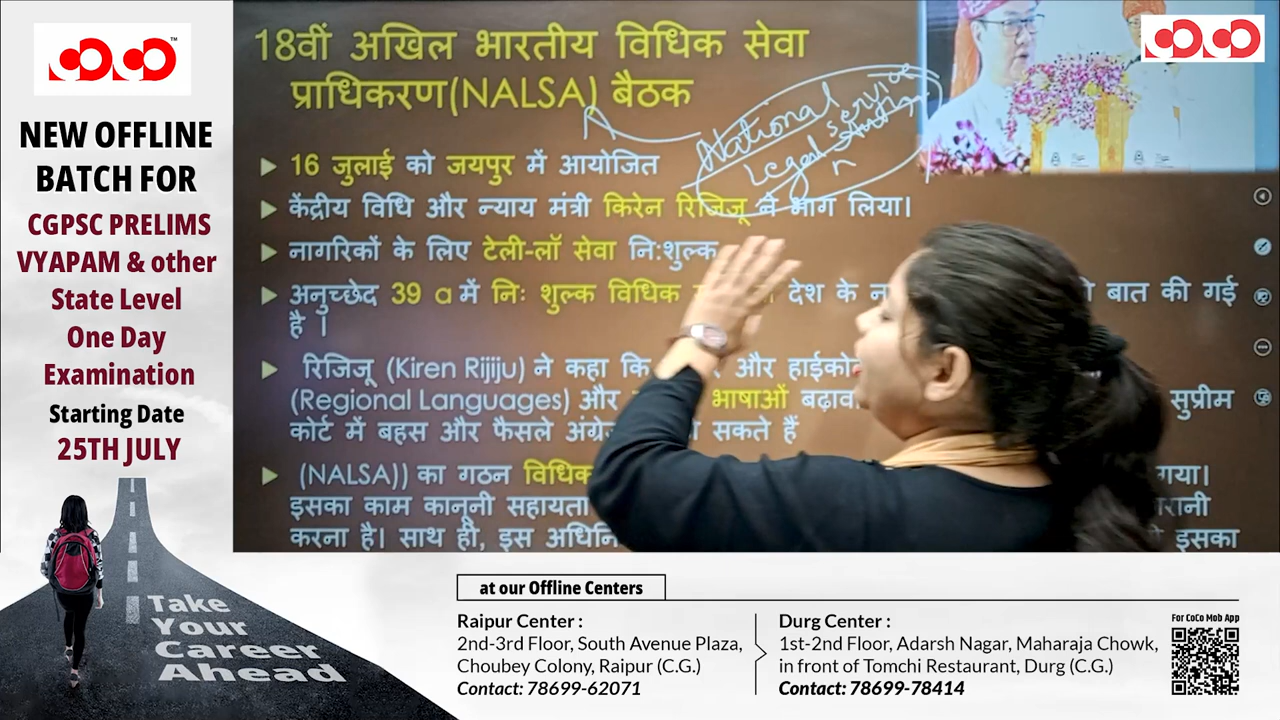 COCO
TM
NEW OFFLINE
BATCH FOR
CGPSC PRELIMS
VYAPAM & other
State Level
One Day
Examination
Starting Date
25TH JULY
Take
Your
Career
Ahead
18वीं अखिल भारतीय विधिक सेवा
प्राधिकरण(NALSA) बैठक
National
Legal Service
16 जुलाई को जयपुर में आयोजित
केंद्रीय विधि और न्याय मंत्री किरेन रिजिजू ने भाग लिया।
नागरिकों के लिए टेली-लॉ सेवा नि:शुल्क
अनुच्छेद 39 a में निः शुल्क विधिक देश के बात की गई
है ।
रिजिजू (Kiren Rijiju) ने कहा कि और
(Regional Languages) और भाषाओं सुप्रीम
कोर्ट में बहस और फैसले सकते हैं
(NALSA)) का गठन विधिक गया।
इसका काम कानूनी सहायता
करना है। साथ ही, इस इसका
COCO
at our Offline Centers
Raipur Center :
2nd-3rd Floor, South Avenue Plaza,
Choubey Colony, Raipur (C.G.)
Contact: 78699-62071
Durg Center :
1st-2nd Floor, Adarsh Nagar, Maharaja Chowk,
in front of Tomchi Restaurant, Durg (C.G.)
Contact: 78699-78414
For CoCo Mob App